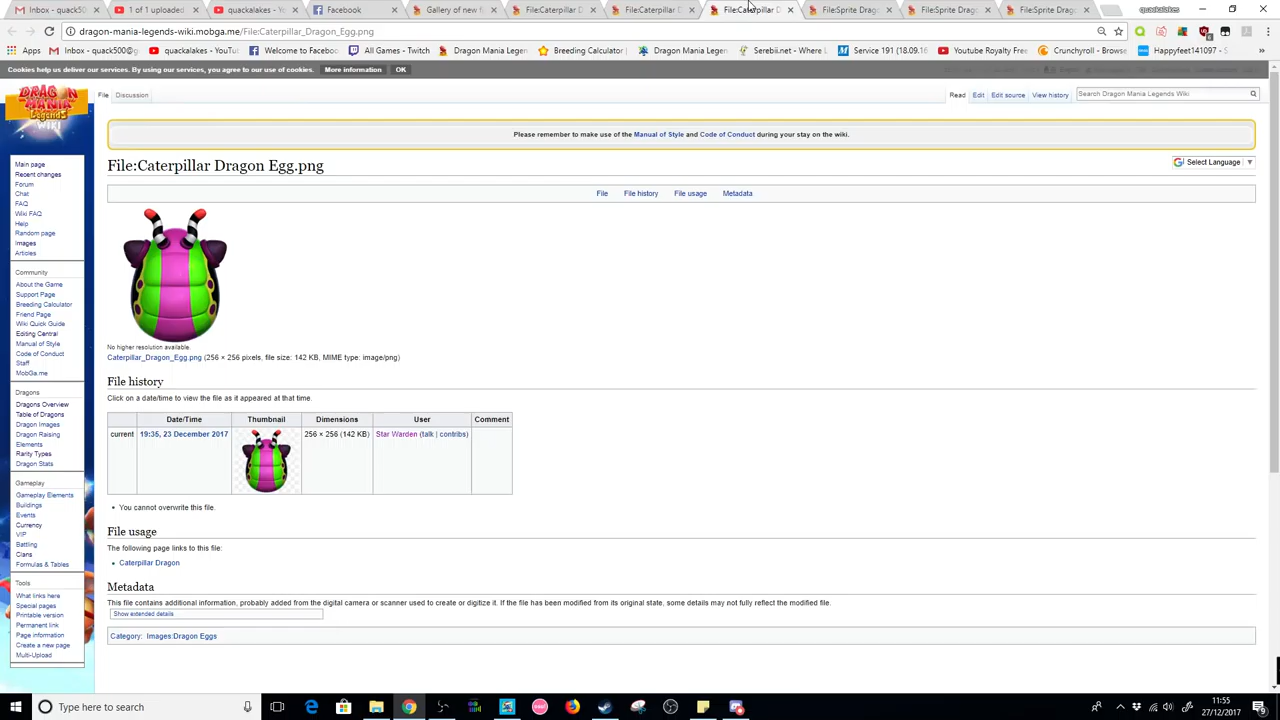 Inbox - quack500@g
1 of 1 uploaded
quackalakes - Yo
Facebook
Gallery of new f
File:Caterpillar D
File:Caterpillar D
File:Caterpillar D
File:Sprite Drag
File:Sprite Drag
File:Sprite Drag
quackalakes
dragon-mania-legends-wiki.mobga.me/File:Caterpillar_Dragon_Egg.png
Apps
Inbox - quack500@g
quackalakes - YouTu
Welcome to Faceboo
All Games - Twitch
Dragon Mania Legen
Breeding Calculator
Dragon Mania Legen
Serebii.net - Where L
Service 191 (18.09.16
Youtube Royalty Free
Crunchyroll - Browse
Happyfeet141097 - S
Cookies help us deliver our services. By using our services, you agree to our use of cookies. More information OK
DRAGON MANIA LEGENDS WIKI
File Discussion
Read Edit Edit source View history
Search Dragon Mania Legends Wiki
Please remember to make use of the Manual of Style and Code of Conduct during your stay on the wiki.
File:Caterpillar Dragon Egg.png
Select Language
File File history File usage Metadata
Main page
Recent changes
Forum
Chat
FAQ
Wiki FAQ
Help
Random page
Images
Articles
Community
About the Game
Support Page
Breeding Calculator
Friend Page
Wiki Quick Guide
Editing Central
Manual of Style
Code of Conduct
Staff
MobGa.me
Dragons
Dragons Overview
Table of Dragons
Dragon Images
Dragon Raising
Elements
Rarity Types
Dragon Stats
Gameplay
Gameplay Elements
Buildings
Events
Currency
VIP
Battling
Clans
Formulas & Tables
Tools
What links here
Special pages
Printable version
Permanent link
Page information
Create a new page
Multi-Upload
No higher resolution available.
Caterpillar_Dragon_Egg.png (256 × 256 pixels, file size: 142 KB, MIME type: image/png)
File history
Click on a date/time to view the file as it appeared at that time.
Date/Time Thumbnail Dimensions User Comment
current 19:35, 23 December 2017 256 × 256 (142 KB) Star Warden (talk | contribs)
You cannot overwrite this file.
File usage
The following page links to this file:
Caterpillar Dragon
Metadata
This file contains additional information, probably added from the digital camera or scanner used to create or digitize it. If the file has been modified from its original state, some details may not fully reflect the modified file.
Show extended details
Category: Images:Dragon Eggs
Type here to search
11:55
27/12/2017